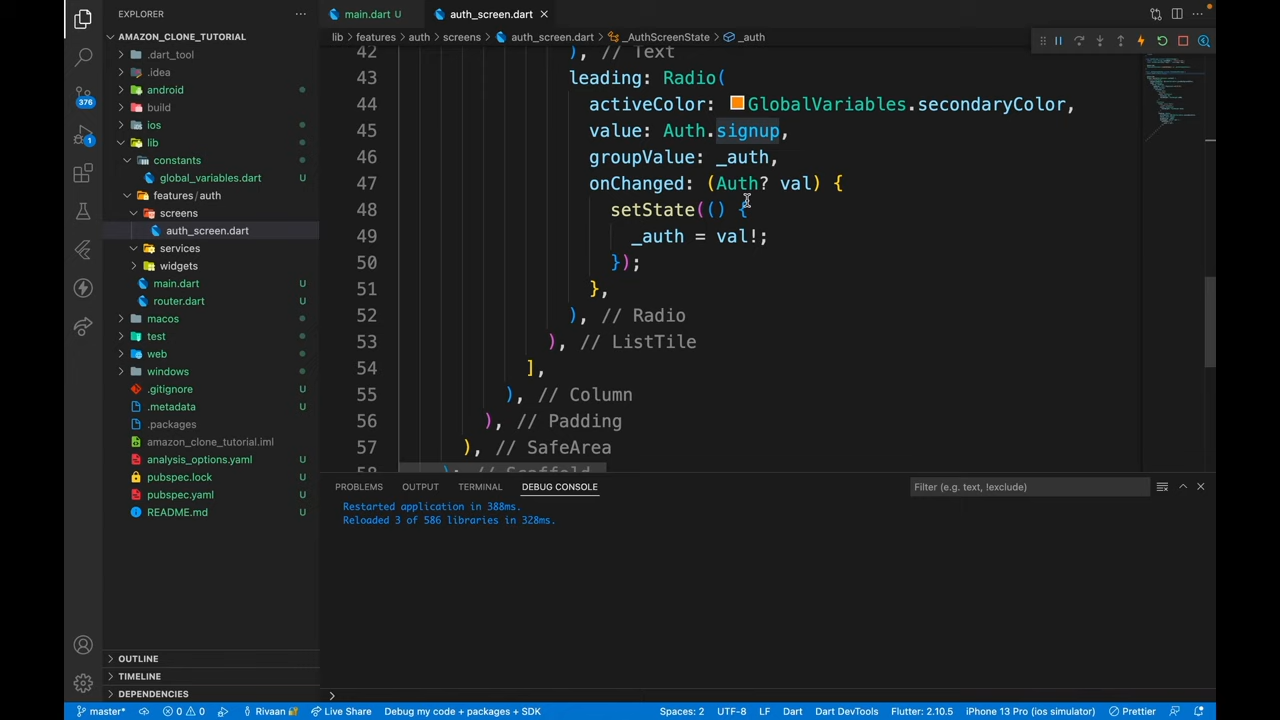 EXPLORER
AMAZON_CLONE_TUTORIAL
.dart_tool
.idea
android
build
ios
lib
constants
global_variables.dart U
features / auth
screens
auth_screen.dart
services
widgets
main.dart U
router.dart U
macos
test
web
windows
.gitignore U
.metadata U
.packages
amazon_clone_tutorial.iml
analysis_options.yaml U
pubspec.lock U
pubspec.yaml U
README.md U
OUTLINE
TIMELINE
DEPENDENCIES
376
1
main.dart U
auth_screen.dart
lib > features > auth > screens > auth_screen.dart > _AuthScreenState > _auth
42 ), // Text
43 leading: Radio(
44 activeColor: GlobalVariables.secondaryColor,
45 value: Auth.signup,
46 groupValue: _auth,
47 onChanged: (Auth? val) {
48 setState(() {
49 _auth = val!;
50 });
51 },
52 ), // Radio
53 ), // ListTile
54 ],
55 ), // Column
56 ), // Padding
57 ), // SafeArea
58 ); // Scaffold
PROBLEMS OUTPUT TERMINAL DEBUG CONSOLE
Filter (e.g. text, !exclude)
Restarted application in 388ms.
Reloaded 3 of 586 libraries in 328ms.
master* 0 0 Rivaan Live Share Debug my code + packages + SDK Spaces: 2 UTF-8 LF Dart Dart DevTools Flutter: 2.10.5 iPhone 13 Pro (ios simulator) Prettier